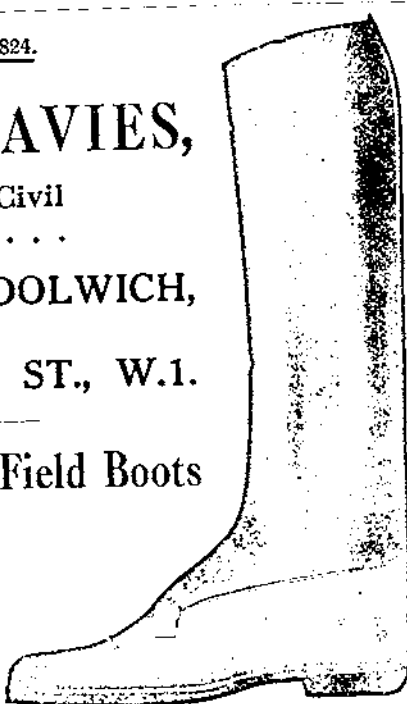 824.
AVIES,
Civil
. . .
OOLWICH,
ST., W.1.
Field Boots